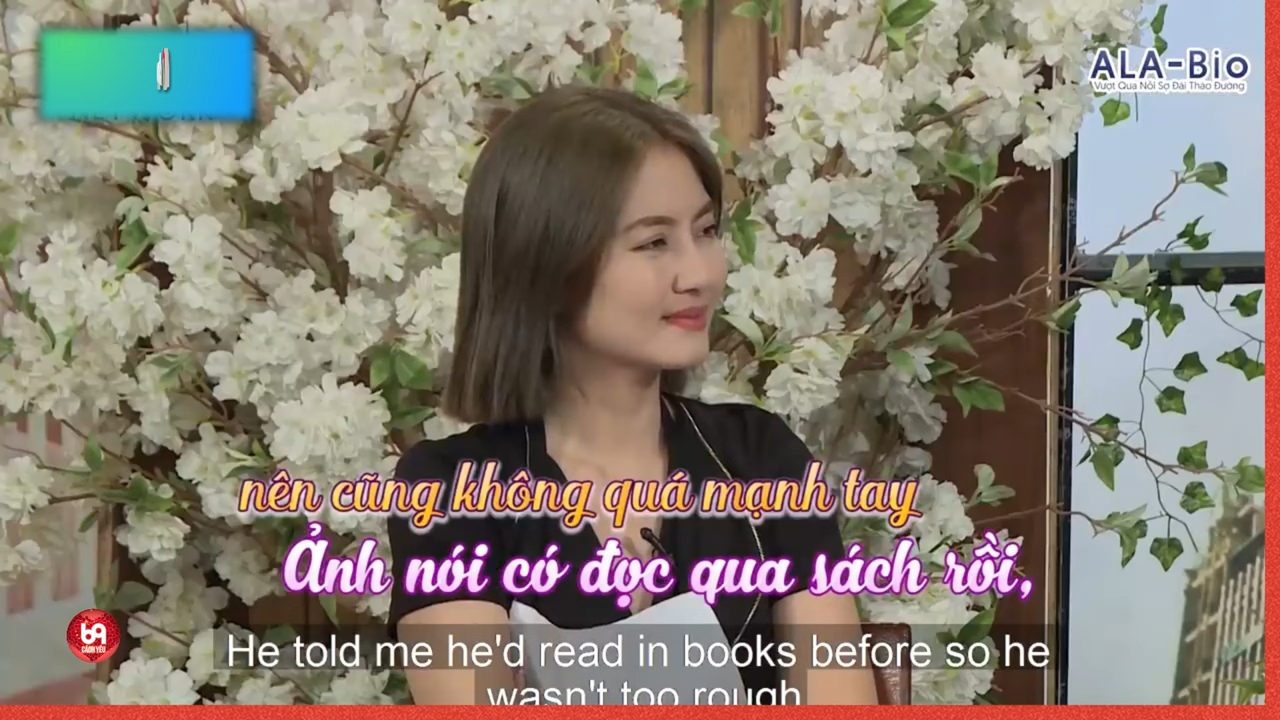 ALA-Bio
Vượt Qua Nỗi Sợ Đái Tháo Đường
nên cũng không quá mạnh tay
Ảnh nói có đọc qua sách rồi,
He told me he'd read in books before so he
wasn't too rough